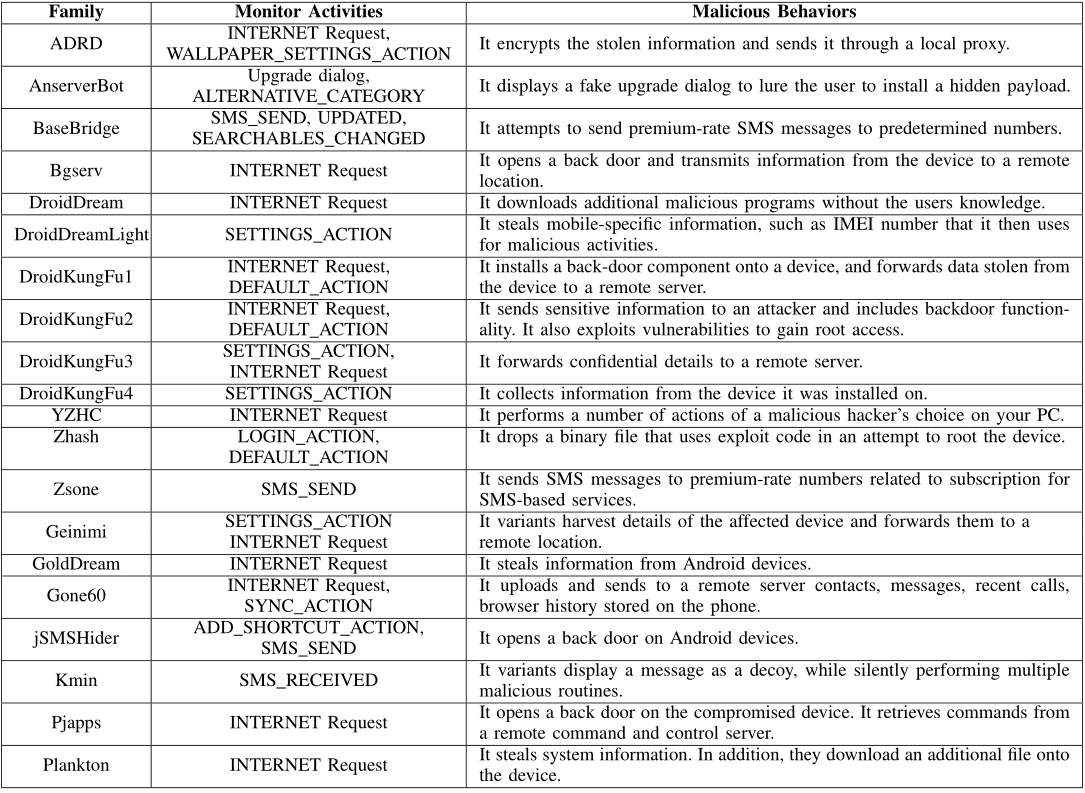 Family Monitor Activities Malicious Behaviors
ADRD INTERNET Request, WALLPAPER_SETTINGS_ACTION It encrypts the stolen information and sends it through a local proxy.
AnserverBot Upgrade dialog, ALTERNATIVE_CATEGORY It displays a fake upgrade dialog to lure the user to install a hidden payload.
BaseBridge SMS_SEND, UPDATED, SEARCHABLES_CHANGED It attempts to send premium-rate SMS messages to predetermined numbers.
Bgserv INTERNET Request It opens a back door and transmits information from the device to a remote
location.
DroidDream INTERNET Request It downloads additional malicious programs without the users knowledge.
DroidDreamLight SETTINGS_ACTION It steals mobile-specific information, such as IMEI number that it then uses
for malicious activities.
DroidKungFu1 INTERNET Request, DEFAULT_ACTION It installs a back-door component onto a device, and forwards data stolen from
the device to a remote server.
DroidKungFu2 INTERNET Request, DEFAULT_ACTION It sends sensitive information to an attacker and includes backdoor function-
ality. It also exploits vulnerabilities to gain root access.
DroidKungFu3 SETTINGS_ACTION, INTERNET Request It forwards confidential details to a remote server.
DroidKungFu4 SETTINGS_ACTION It collects information from the device it was installed on.
YZHC INTERNET Request It performs a number of actions of a malicious hacker's choice on your PC.
Zhash LOGIN_ACTION, DEFAULT_ACTION It drops a binary file that uses exploit code in an attempt to root the device.
Zsone SMS_SEND It sends SMS messages to premium-rate numbers related to subscription for
SMS-based services.
Geinimi SETTINGS_ACTION INTERNET Request It variants harvest details of the affected device and forwards them to a
remote location.
GoldDream INTERNET Request It steals information from Android devices.
Gone60 INTERNET Request, SYNC_ACTION It uploads and sends to a remote server contacts, messages, recent calls,
browser history stored on the phone.
jSMSHider ADD_SHORTCUT_ACTION, SMS_SEND It opens a back door on Android devices.
Kmin SMS_RECEIVED It variants display a message as a decoy, while silently performing multiple
malicious routines.
Pjapps INTERNET Request It opens a back door on the compromised device. It retrieves commands from
a remote command and control server.
Plankton INTERNET Request It steals system information. In addition, they download an additional file onto
the device.